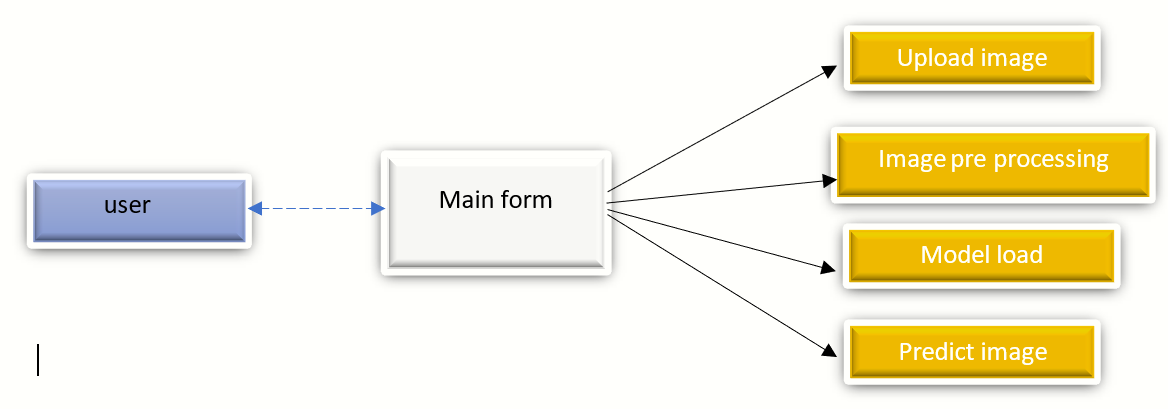 user
Main form
Upload image
Image pre processing
Model load
Predict image